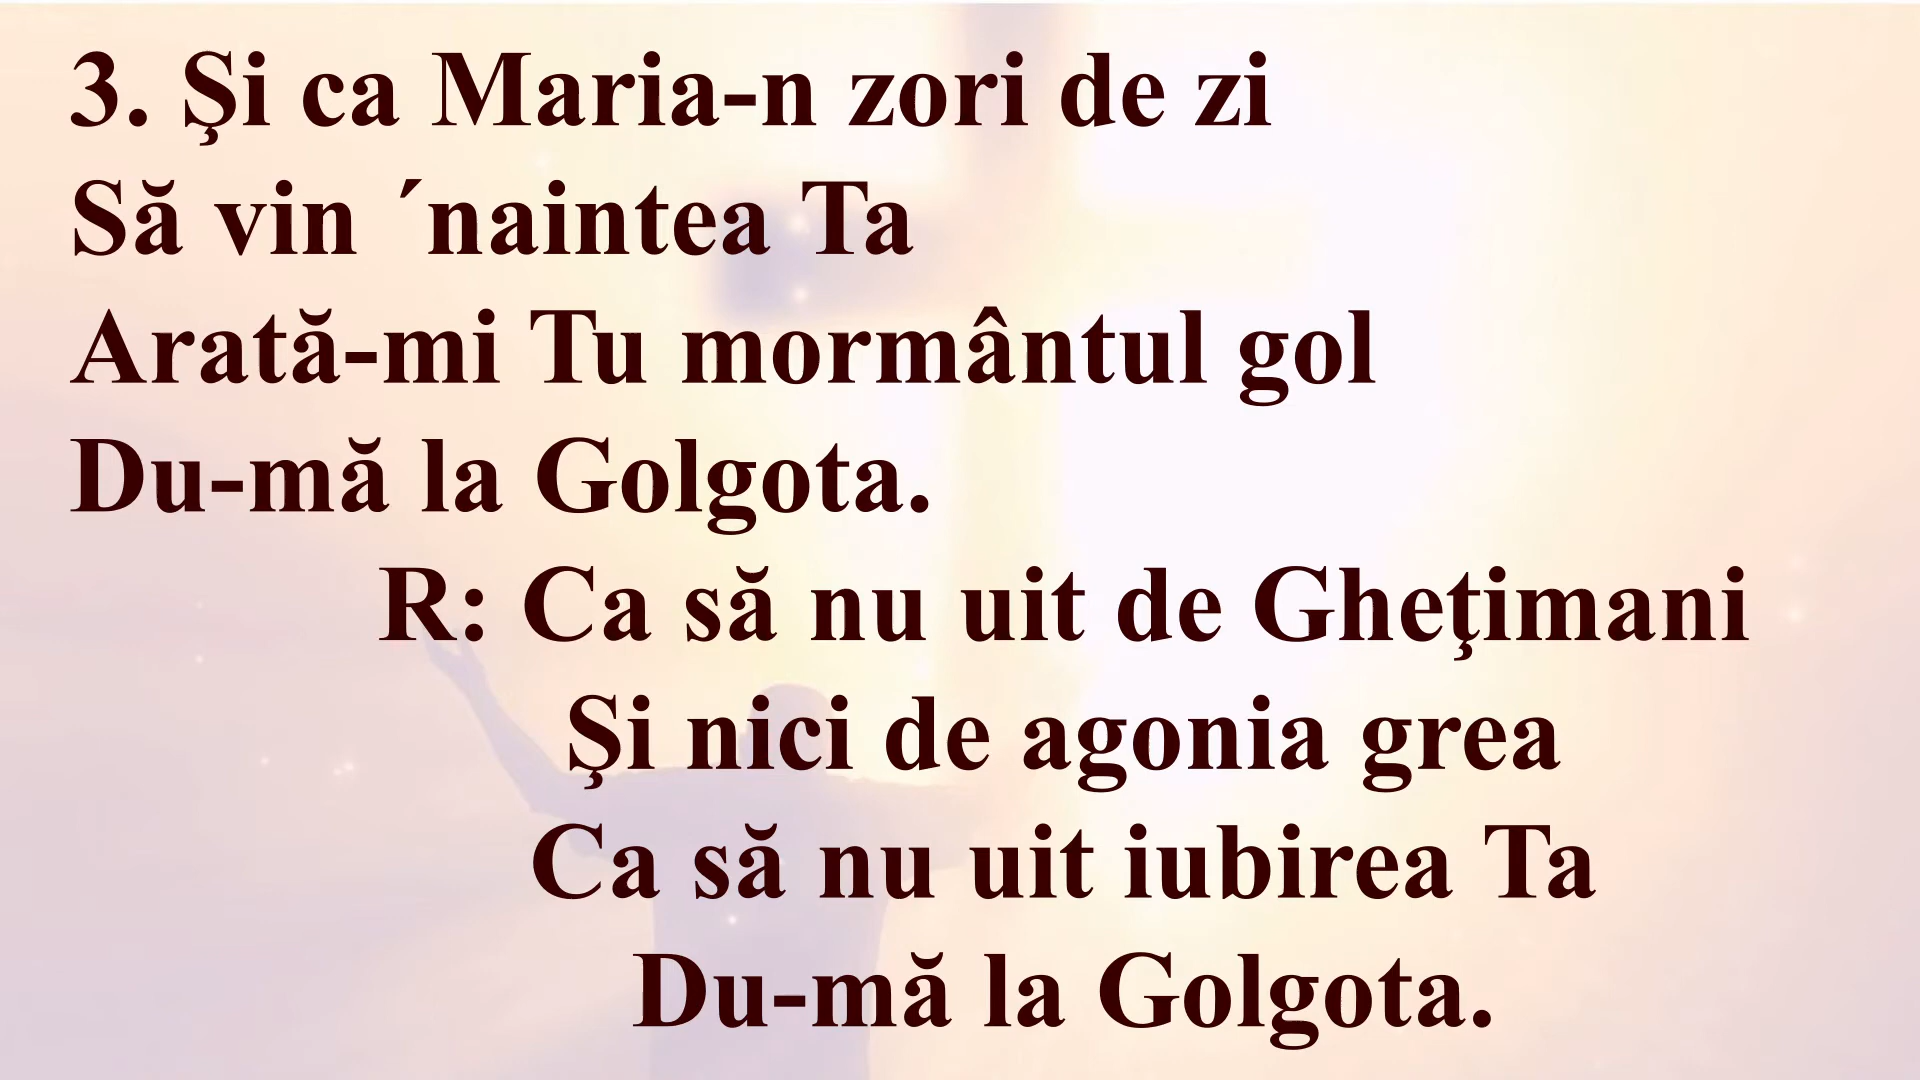 3. Şi ca Maria-n zori de zi
Să vin ´naintea Ta
Arată-mi Tu mormântul gol
Du-mă la Golgota.
R: Ca să nu uit de Gheţimani
Şi nici de agonia grea
Ca să nu uit iubirea Ta
Du-mă la Golgota.